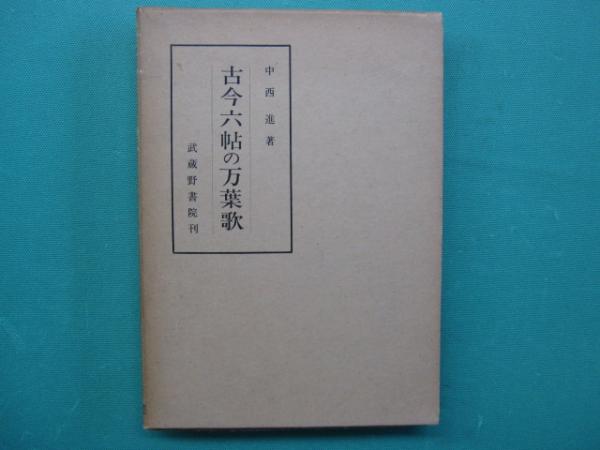 中西進著
古今六帖の万葉歌
武蔵野書院刊